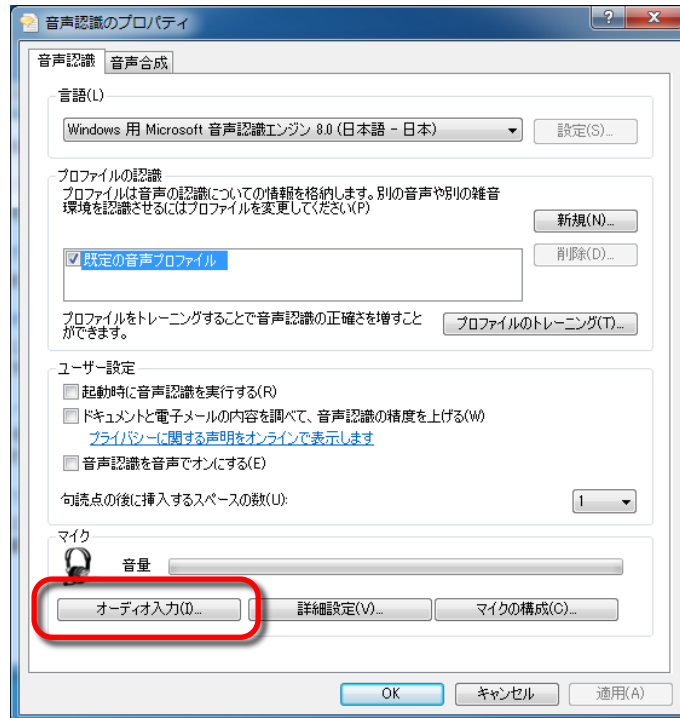 音声認識のプロパティ
音声認識 音声合成
言語(L)
Windows 用 Microsoft 音声認識エンジン 8.0 (日本語 - 日本) 設定(S)...
プロファイルの認識
プロファイルは音声の認識についての情報を格納します。別の音声や別の雑音
環境を認識させるにはプロファイルを変更してください(P)
新規(N)...
既定の音声プロファイル 削除(D)...
プロファイルをトレーニングすることで音声認識の正確さを増すこと
ができます。
プロファイルのトレーニング(T)...
ユーザー設定
起動時に音声認識を実行する(R)
ドキュメントと電子メールの内容を調べて、音声認識の精度を上げる(W)
プライバシーに関する声明をオンラインで表示します
音声認識を音声でオンにする(E)
句読点の後に挿入するスペースの数(U): 1
マイク
音量
オーディオ入力(I)... 詳細設定(V)... マイクの構成(C)...
OK キャンセル 適用(A)